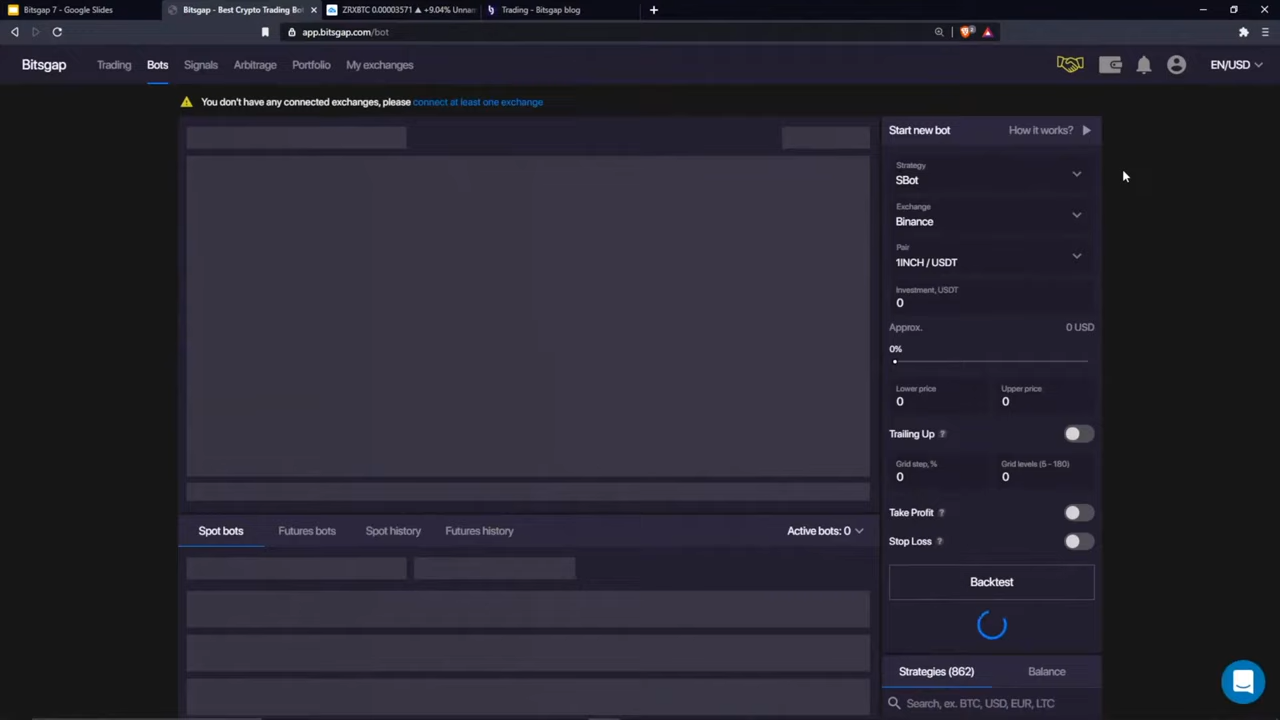 Bitsgap 7 - Google Slides
Bitsgap - Best Crypto Trading Bo
ZRXBTC 0.00003571 ▲ +9.04% Unnam
Trading - Bitsgap blog
app.bitsgap.com/bot
Bitsgap
Trading
Bots
Signals
Arbitrage
Portfolio
My exchanges
EN/USD
You don't have any connected exchanges, please connect at least one exchange
Start new bot
How it works?
Strategy
SBot
Exchange
Binance
Pair
1INCH / USDT
Investment, USDT
0
Approx.
0 USD
0%
Lower price
Upper price
0
0
Trailing Up ?
Grid step, %
Grid levels (5 - 180)
0
0
Take Profit ?
Stop Loss ?
Backtest
Spot bots
Futures bots
Spot history
Futures history
Active bots: 0
Strategies (862)
Balance
Search, ex. BTC, USD, EUR, LTC